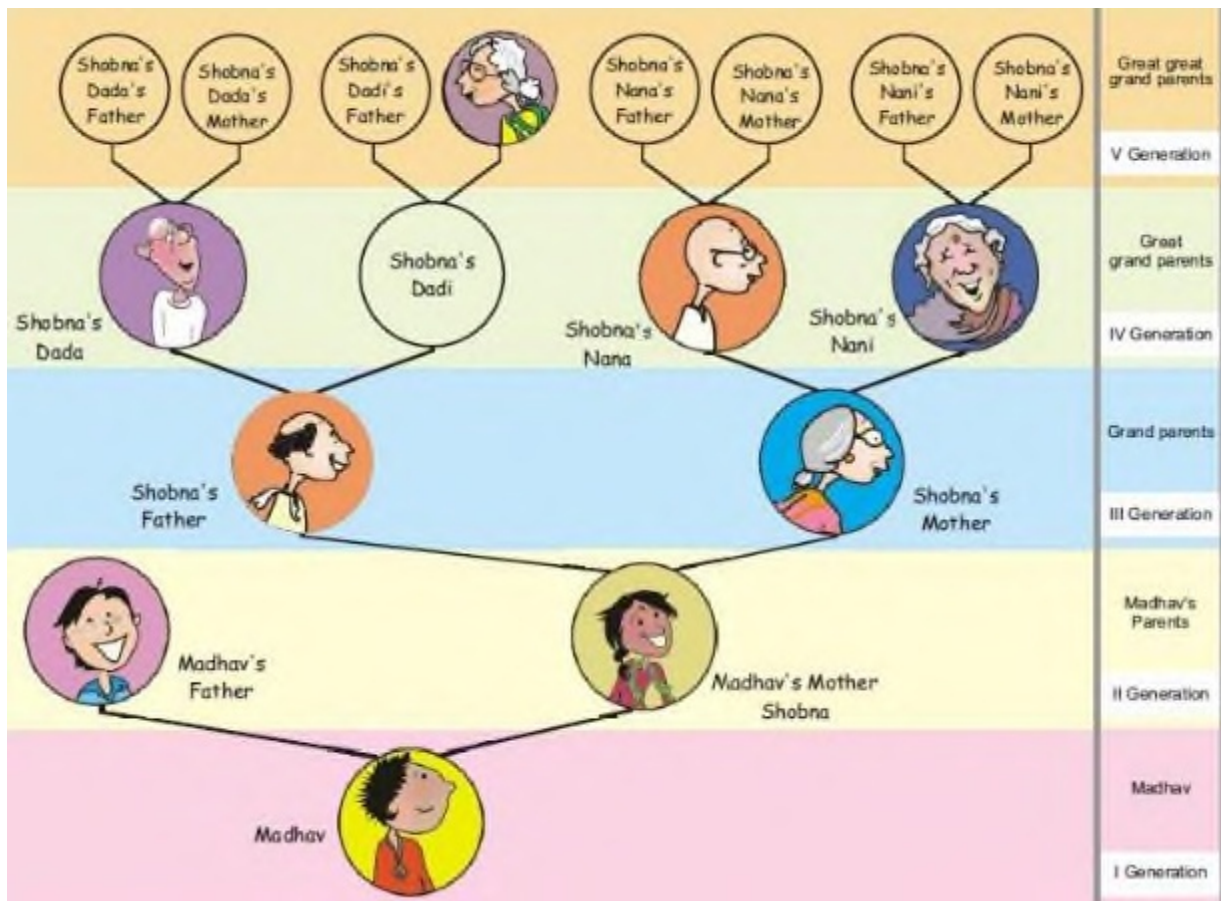 Shobna's
Dada's
Father
Shobna's
Dada's
Mother
Shobna's
Dadi's
Father
Shobna's
Nana's
Father
Shobna's
Nana's
Mother
Shobna's
Nani's
Father
Shobna's
Nani's
Mother
Great great
grand parents
V Generation
Shobna's
Dada
Shobna's
Dadi
Shobna's
Nana
Shobna's
Nani
Great
grand parents
IV Generation
Shobna's
Father
Shobna's
Mother
Grand parents
III Generation
Madhav's
Father
Madhav's Mother
Shobna
Madhav's
Parents
II Generation
Madhav
Madhav
I Generation